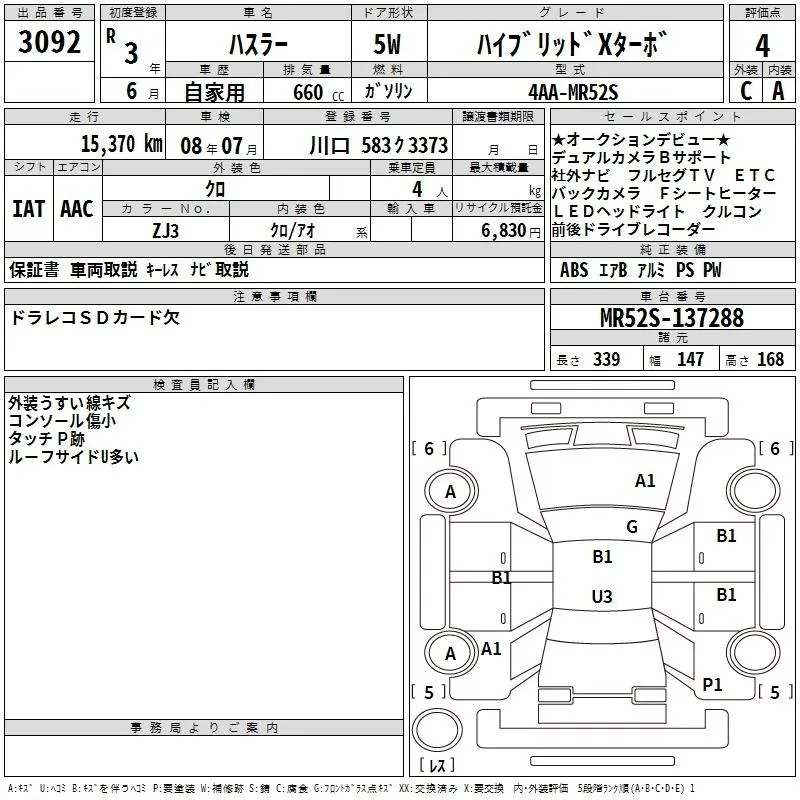 出品番号 初度登録 車名 ドア形状 グレード 評価点
3092 R 3 年 ハスラー 5W ハイブリッドXターボ 4
車歴 排気量 燃料 型式 外装 内装
6 月 自家用 660 cc ガソリン 4AA-MR52S C A
走行 車検 登録番号 譲渡書類期限 セールスポイント
15,370 km 08年07月 川口 583ク3373 月 日
★オークションデビュー★
デュアルカメラBサポート
社外ナビ フルセグTV ETC
バックカメラ Fシートヒーター
LEDヘッドライト クルコン
前後ドライブレコーダー
シフト エアコン 外装色 乗車定員 最大積載量
IAT AAC クロ 4 人 kg
カラーNo. 内装色 輸入車 リサイクル預託金
ZJ3 クロ/アオ 系 6,830円
後日発送部品 純正装備
保証書 車両取説 キーレス ナビ取説 ABS エアB アルミ PS PW
注意事項欄 車台番号
ドラレコSDカード欠 MR52S-137288
諸元
長さ 339 幅 147 高さ 168
検査員記入欄
外装うすい線キズ
コンソール傷小
タッチP跡
ルーフサイドU多い
[ 6 ] [ 6 ]
A1
A
G
B1
B1
B1
U3
B1
A A1
P1
[ 5 ] [ 5 ]
[ レス ]
事務局よりご案内
A:キズ U:ヘコミ B:キズを伴うヘコミ P:要塗装 W:補修跡 S:錆 C:腐食 G:フロントガラス点キズ XX:交換済み X:要交換 内・外装評価 5段階ランク順(A・B・C・D・E) 1